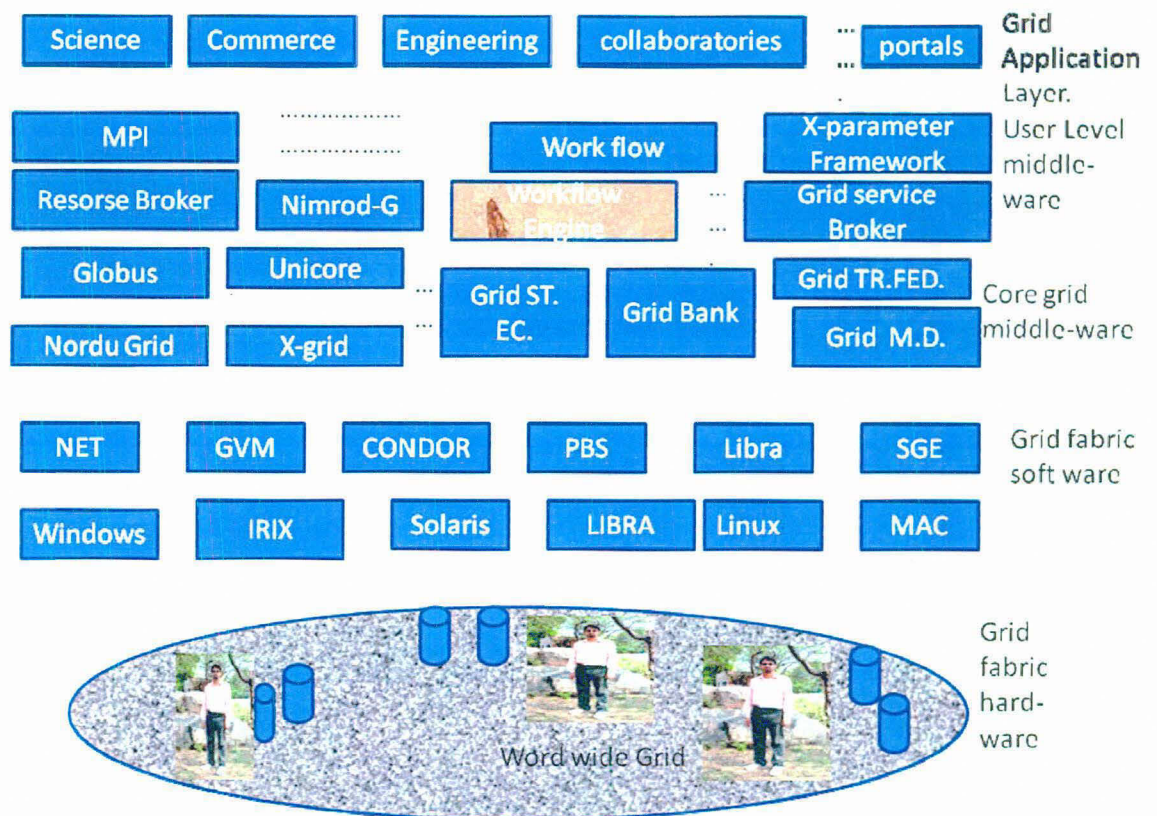 Science Commerce Engineering collaboratories ... ... portals
Grid
Application
Layer.
MPI .................. .................. Work flow X-parameter
Framework
User Level
middle-
ware
Resorse Broker Nimrod-G Workflow
Engine ... ... Grid service
Broker
Globus Unicore ... ... Grid ST.
EC. Grid Bank Grid TR.FED.
Nordu Grid X-grid Grid M.D.
Core grid
middle-ware
NET GVM CONDOR PBS Libra SGE
Grid fabric
soft ware
Windows IRIX Solaris LIBRA Linux MAC
Grid
fabric
hard-
ware
Word wide Grid